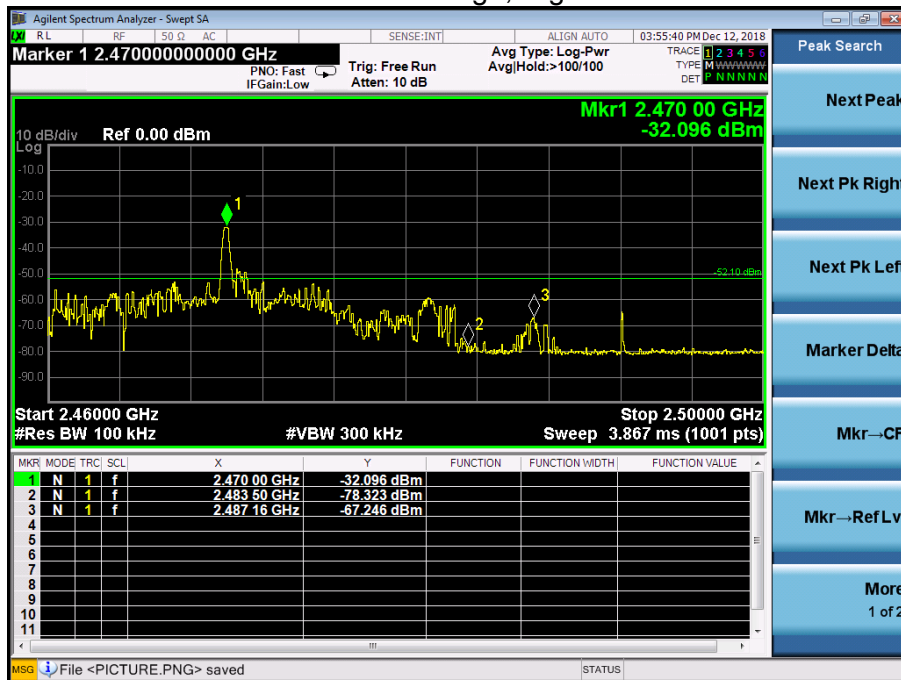 Agilent Spectrum Analyzer - Swept SA
LXI RL RF 50 Ω AC SENSE:INT ALIGN AUTO 03:55:40 PM Dec 12, 2018
Marker 1 2.470000000000 GHz
PNO: Fast
IFGain:Low
Trig: Free Run
Atten: 10 dB
Avg Type: Log-Pwr
Avg|Hold:>100/100
TRACE 1 2 3 4 5 6
TYPE M WWWWW
DET P N N N N N
Peak Search
Mkr1 2.470 00 GHz
-32.096 dBm
10 dB/div Ref 0.00 dBm
Log
-10.0
-20.0
-30.0
-40.0
-50.0
-60.0
-70.0
-80.0
-90.0
1
-52.10 dBm
3
2
Start 2.46000 GHz Stop 2.50000 GHz
#Res BW 100 kHz #VBW 300 kHz Sweep 3.867 ms (1001 pts)
MKR MODE TRC SCL X Y FUNCTION FUNCTION WIDTH FUNCTION VALUE
1 N 1 f 2.470 00 GHz -32.096 dBm
2 N 1 f 2.483 50 GHz -78.323 dBm
3 N 1 f 2.487 16 GHz -67.246 dBm
4
5
6
7
8
9
10
11
Next Peak
Next Pk Right
Next Pk Left
Marker Delta
Mkr→CF
Mkr→Ref Lv
More
1 of 2
MSG File <PICTURE.PNG> saved STATUS